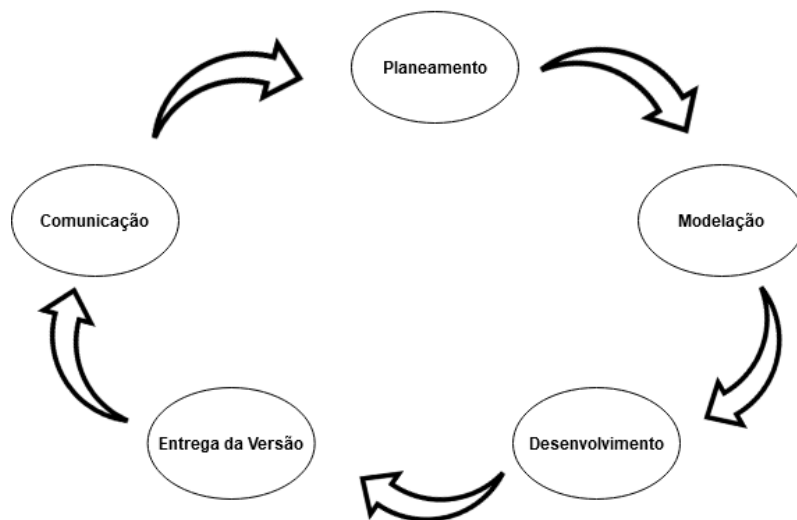 Planeamento
Comunicação
Modelação
Entrega da Versão
Desenvolvimento